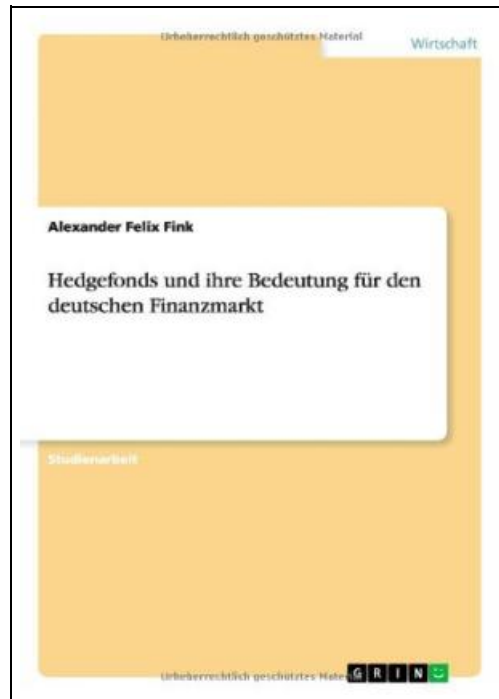 Urheberrechtlich geschütztes Material
Wirtschaft
Alexander Felix Fink
Hedgefonds und ihre Bedeutung für den
deutschen Finanzmarkt
Studienarbeit
Urheberrechtlich geschütztes Mate
GRIN